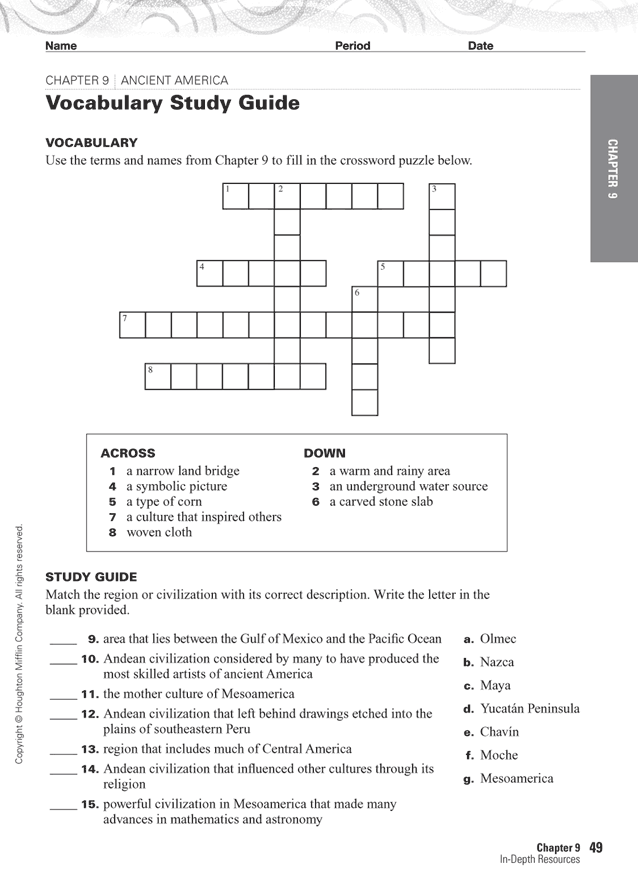 Name Period Date
CHAPTER 9 | ANCIENT AMERICA
Vocabulary Study Guide
VOCABULARY
Use the terms and names from Chapter 9 to fill in the crossword puzzle below.
1 2 3
4 5
6
7
8
ACROSS
1 a narrow land bridge
4 a symbolic picture
5 a type of corn
7 a culture that inspired others
8 woven cloth
DOWN
2 a warm and rainy area
3 an underground water source
6 a carved stone slab
STUDY GUIDE
Match the region or civilization with its correct description. Write the letter in the
blank provided.
____ 9. area that lies between the Gulf of Mexico and the Pacific Ocean
____ 10. Andean civilization considered by many to have produced the
most skilled artists of ancient America
____ 11. the mother culture of Mesoamerica
____ 12. Andean civilization that left behind drawings etched into the
plains of southeastern Peru
____ 13. region that includes much of Central America
____ 14. Andean civilization that influenced other cultures through its
religion
____ 15. powerful civilization in Mesoamerica that made many
advances in mathematics and astronomy
a. Olmec
b. Nazca
c. Maya
d. Yucatán Peninsula
e. Chavín
f. Moche
g. Mesoamerica
CHAPTER 9
Copyright © Houghton Mifflin Company. All rights reserved.
Chapter 9 49
In-Depth Resources